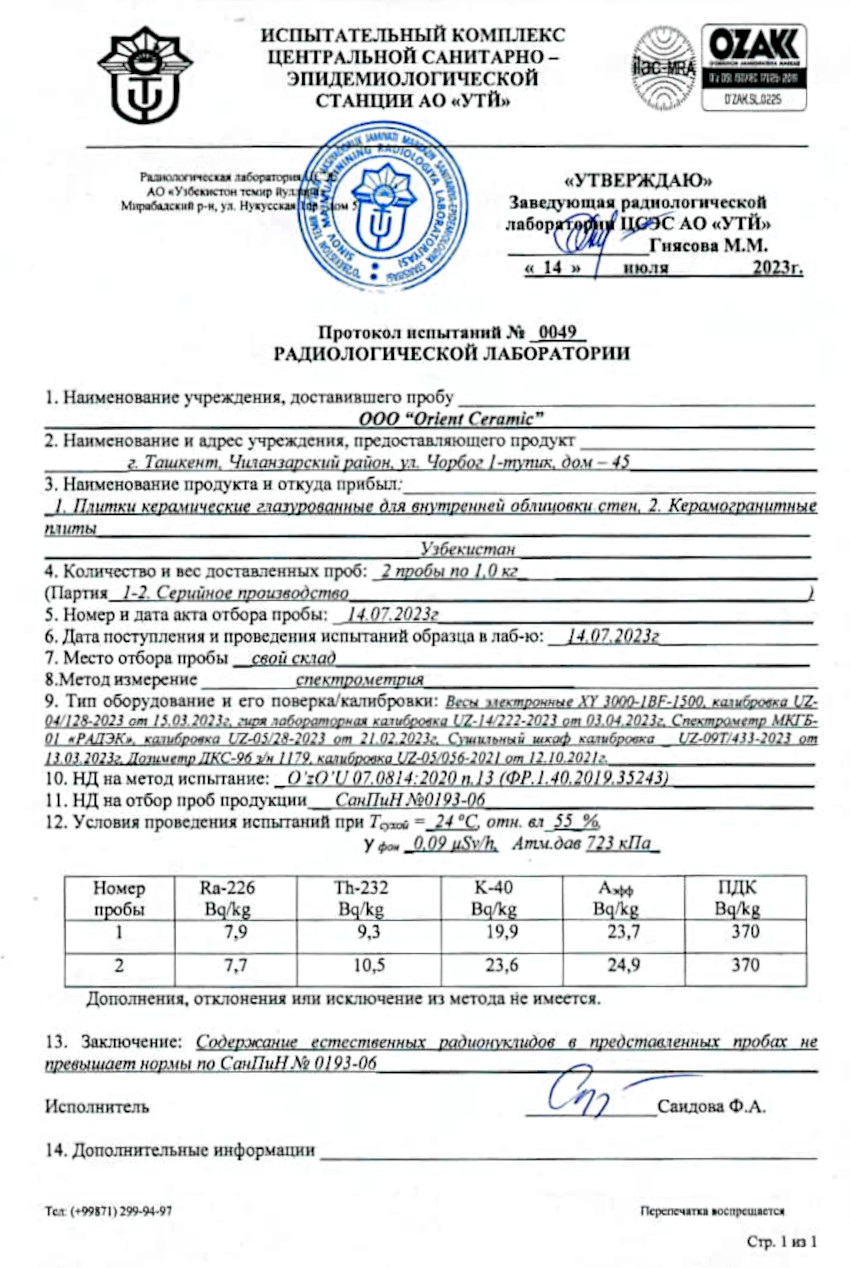 ИСПЫТАТЕЛЬНЫЙ КОМПЛЕКС
ЦЕНТРАЛЬНОЙ САНИТАРНО –
ЭПИДЕМИОЛОГИЧЕСКОЙ
СТАНЦИИ АО «УТЙ»
ilac-MRA
OZAKK
O'z DSt ISO/IEC 17025:2019
O'ZAK.SL.0225
Радиологическая лаборатория
АО «Узбекистон темир йуллари»
Мирабадский р-н, ул. Нукусская дом 5
«УТВЕРЖДАЮ»
Заведующая радиологической
лаборатории ЦСЭС АО «УТЙ»
Гиясова М.М.
« 14 » июля 2023г.
Протокол испытаний № 0049
РАДИОЛОГИЧЕСКОЙ ЛАБОРАТОРИИ
1. Наименование учреждения, доставившего пробу
ООО “Orient Ceramic”
2. Наименование и адрес учреждения, предоставляющего продукт
г. Ташкент, Чиланзарский район, ул. Чорбог 1-тупик, дом – 45
3. Наименование продукта и откуда прибыл:
1. Плитки керамические глазурованные для внутренней облицовки стен, 2. Керамогранитные
плиты
Узбекистан
4. Количество и вес доставленных проб: 2 пробы по 1,0 кг
(Партия 1-2. Серийное производство )
5. Номер и дата акта отбора пробы: 14.07.2023г
6. Дата поступления и проведения испытаний образца в лаб-ю: 14.07.2023г
7. Место отбора пробы свой склад
8.Метод измерение спектрометрия
9. Тип оборудование и его поверка/калибровки: Весы электронные XY 3000-1BF-1500, калибровка UZ-
04/128-2023 от 15.03.2023г, гиря лабораторная калибровка UZ-14/222-2023 от 03.04.2023г, Спектрометр МКГБ-
01 «РАДЭК», калибровка UZ-05/28-2023 от 21.02.2023г, Сушильный шкаф калибровка _ UZ-09T/433-2023 от
13.03.2023г, Дозиметр ДКС-96 з/н 1179, калибровка UZ-05/056-2021 от 12.10.2021г.
10. НД на метод испытание: O’zO’U 07.0814:2020 п.13 (ФР.1.40.2019.35243)
11. НД на отбор проб продукции СанПиН №0193-06
12. Условия проведения испытаний при Tсухой = 24 °C, отн. вл 55 %,
γ фон 0,09 µSv/h, Атм.дав 723 кПа
Номер пробы Ra-226 Bq/kg Th-232 Bq/kg K-40 Bq/kg Аэфф Bq/kg ПДК Bq/kg
1 7,9 9,3 19,9 23,7 370
2 7,7 10,5 23,6 24,9 370
Дополнения, отклонения или исключение из метода не имеется.
13. Заключение: Содержание естественных радионуклидов в представленных пробах не
превышает нормы по СанПиН № 0193-06
Исполнитель Саидова Ф.А.
14. Дополнительные информации
Тел: (+99871) 299-94-97 Перепечатка воспрещается
Стр. 1 из 1